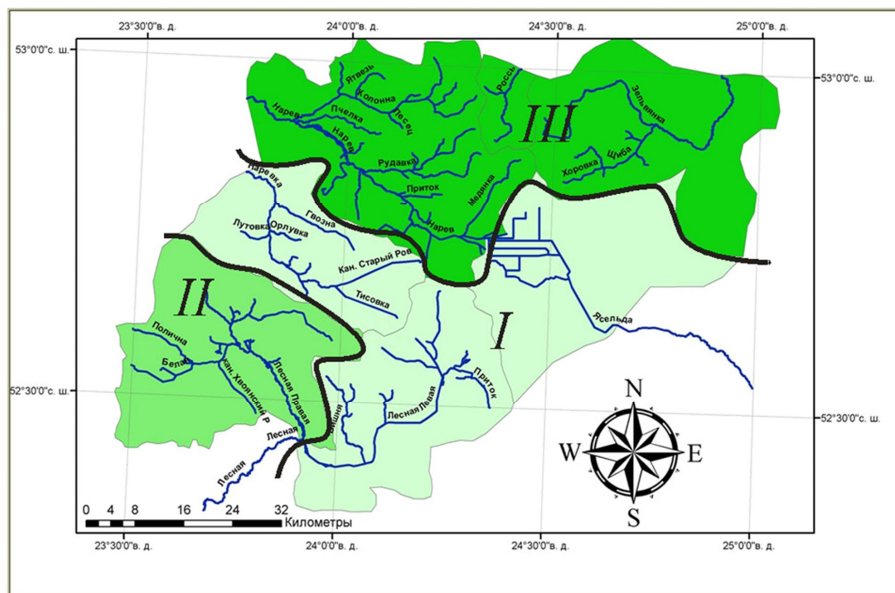 23°30'0"в. д.
24°0'0"в. д.
24°30'0"в. д.
25°0'0"в. д.
53°0'0"с. ш.
53°0'0"с. ш.
Ятвезь
Колонна
Россь
Зельвянка
Нарев
Пчелка
Лесец
III
Нарев
Щиба
Рудавка
Хоровка
Наревка
Приток
Медянка
Гвозна
Лутовка
Орлувка
Нарев
Кан. Старый Ров
II
Тисовка
I
Ясельда
Полична
Белая
Лесная Правая
Приток
52°30'0"с. ш.
52°30'0"с. ш.
кан. Хвоянский Р
Лесная Левая
Вишня
Лесная
Лесная
N
W
E
S
0 4 8 16 24 32
Километры
23°30'0"в. д.
24°0'0"в. д.
24°30'0"в. д.
25°0'0"в. д.